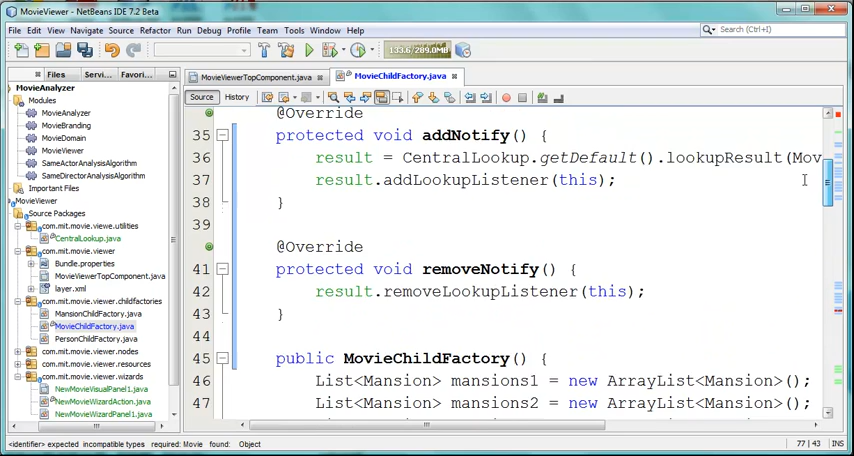 MovieViewer - NetBeans IDE 7.2 Beta
File Edit View Navigate Source Refactor Run Debug Profile Team Tools Window Help
Search (Ctrl+I)
133.6/289.0MB
Files Servi... Favori...
MovieViewerTopComponent.java MovieChildFactory.java
Source History
MovieAnalyzer
Modules
MovieAnalyzer
MovieBranding
MovieDomain
MovieViewer
SameActorAnalysisAlgorithm
SameDirectorAnalysisAlgorithm
Important Files
MovieViewer
Source Packages
com.mit.movie.viewe.utilities
CentralLookup.java
com.mit.movie.viewer
Bundle.properties
MovieViewerTopComponent.java
layer.xml
com.mit.movie.viewer.childfactories
MansionChildFactory.java
MovieChildFactory.java
PersonChildFactory.java
com.mit.movie.viewer.nodes
com.mit.movie.viewer.resources
com.mit.movie.viewer.wizards
NewMovieVisualPanel1.java
NewMovieWizardAction.java
NewMovieWizardPanel1.java
@Override
35 protected void addNotify() {
36 result = CentralLookup.getDefault().lookupResult(Mov
37 result.addLookupListener(this);
38 }
39
@Override
41 protected void removeNotify() {
42 result.removeLookupListener(this);
43 }
44
45 public MovieChildFactory() {
46 List<Mansion> mansions1 = new ArrayList<Mansion>();
47 List<Mansion> mansions2 = new ArrayList<Mansion>();
<identifier> expected incompatible types required: Movie found: Object
77 | 43 INS